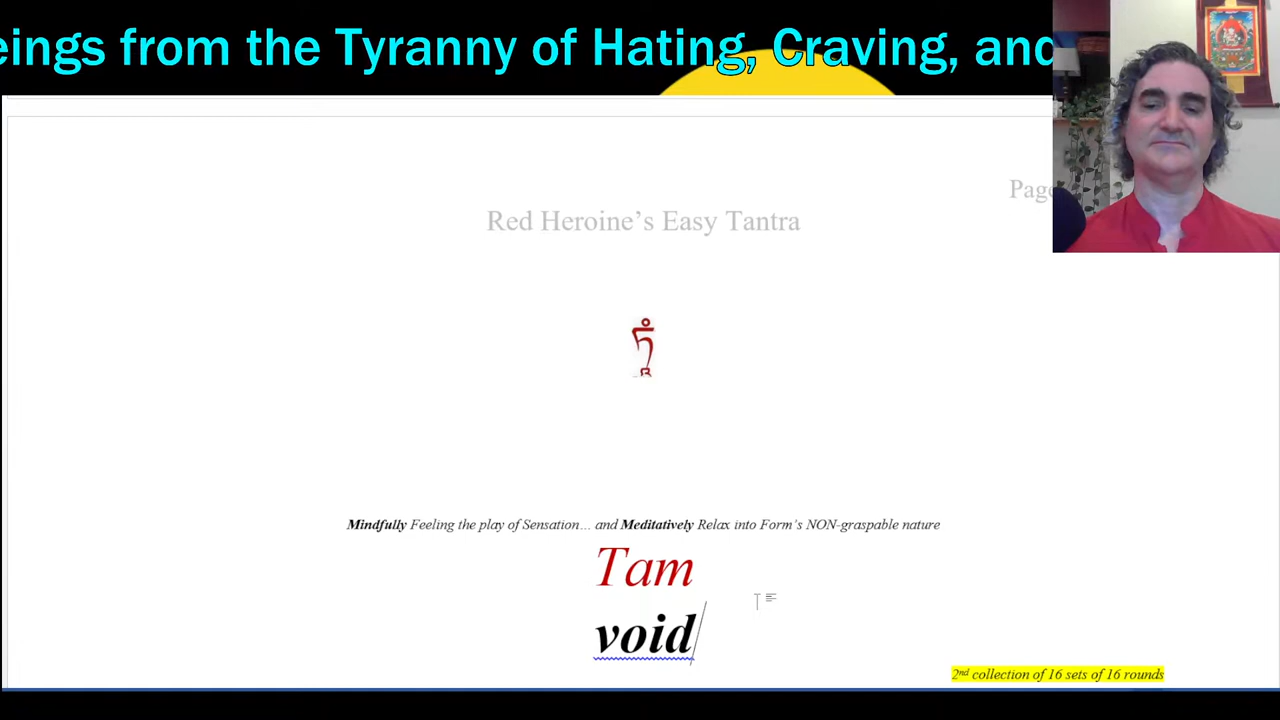 eings from the Tyranny of Hating, Craving, and
Page
Red Heroine’s Easy Tantra
Mindfully Feeling the play of Sensation… and Meditatively Relax into Form’s NON-graspable nature
Tam
void
2nd collection of 16 sets of 16 rounds